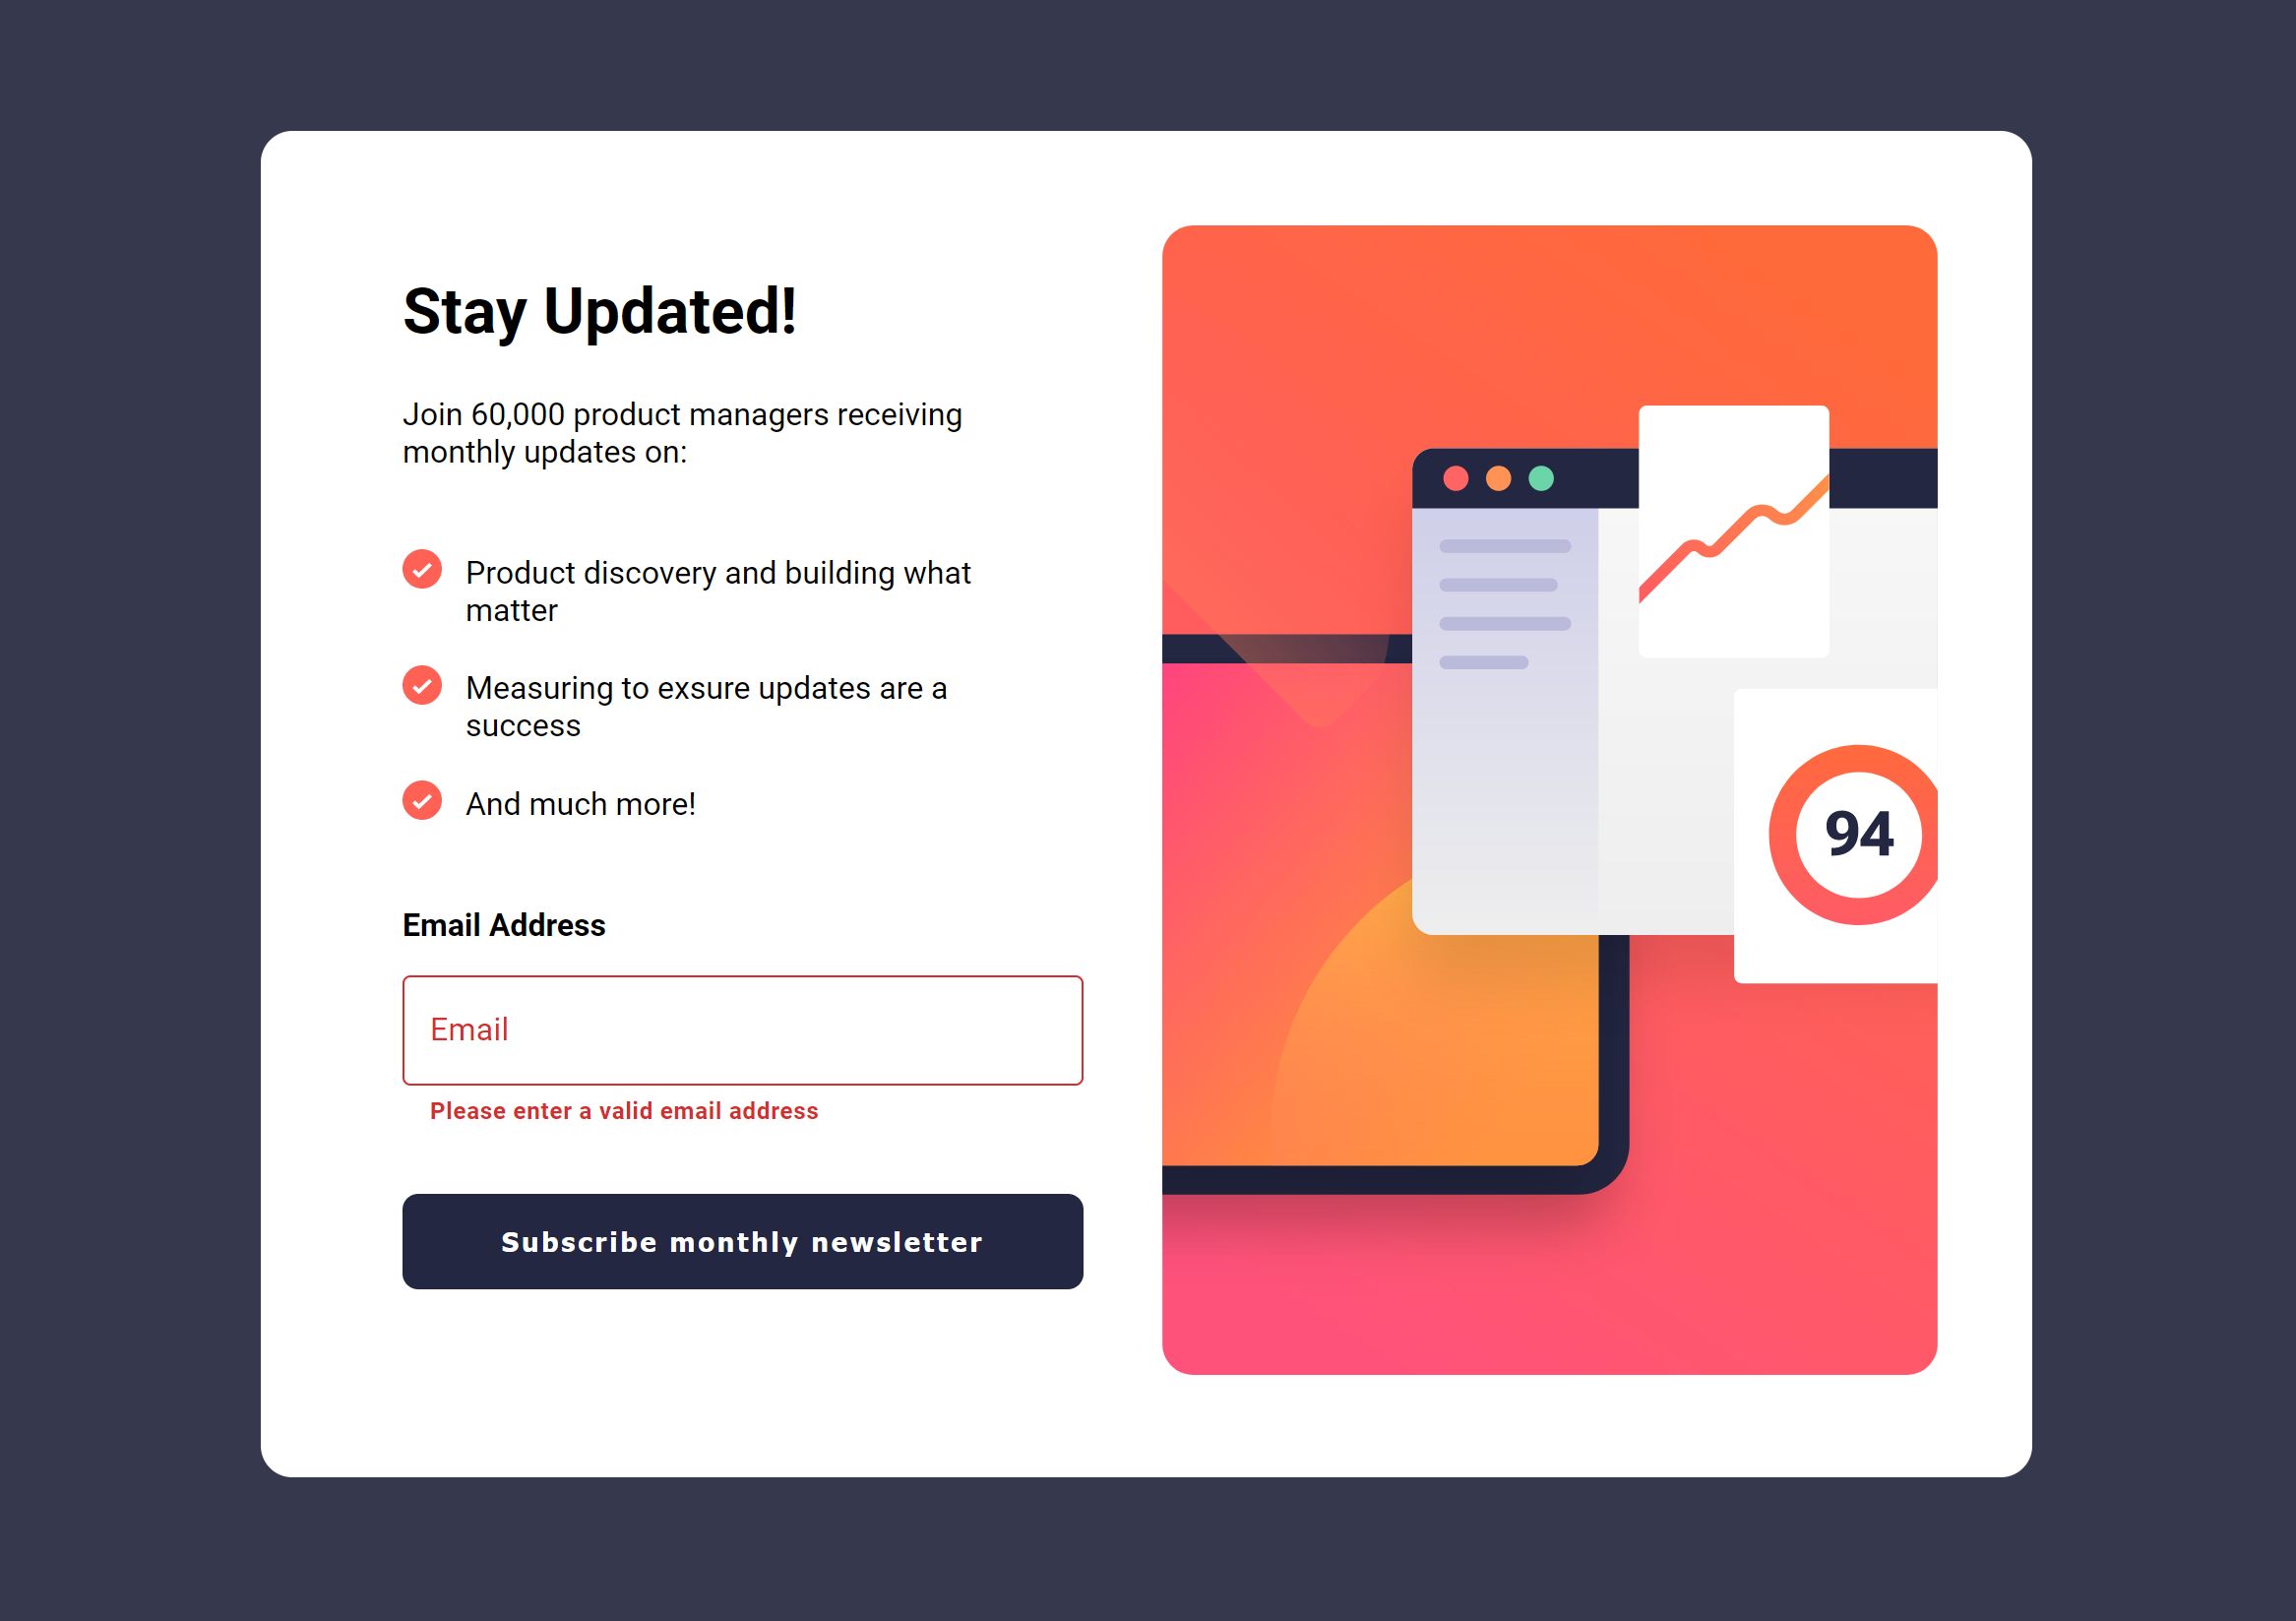 Stay Updated!
Join 60,000 product managers receiving
monthly updates on:
Product discovery and building what
matter
Measuring to exsure updates are a
success
And much more!
Email Address
Email
Please enter a valid email address
Subscribe monthly newsletter
94